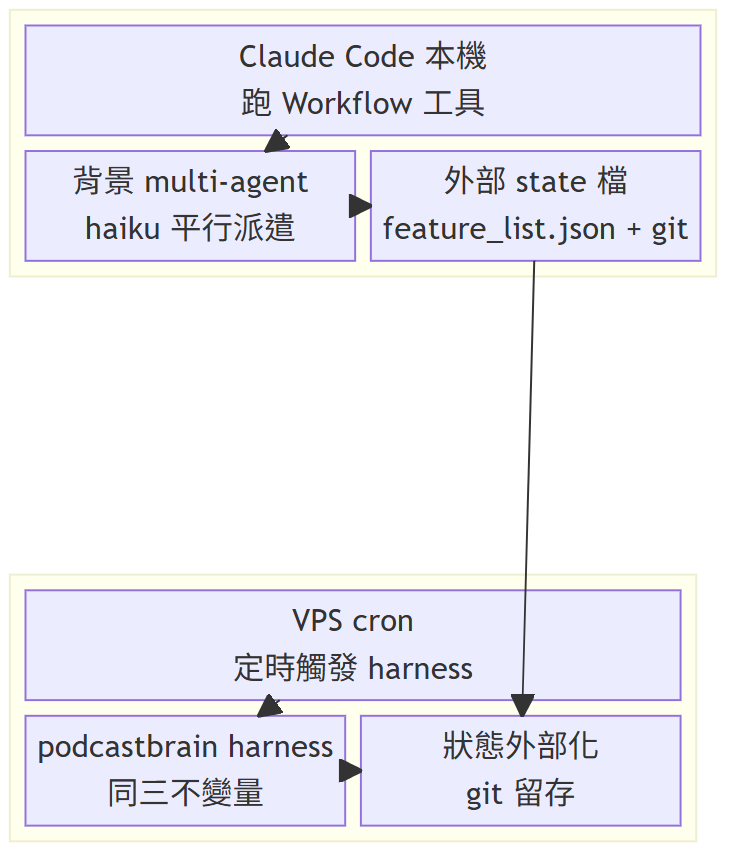 Claude Code 本機
跑 Workflow 工具
背景 multi-agent
haiku 平行派遣
外部 state 檔
feature_list.json + git
VPS cron
定時觸發 harness
podcastbrain harness
同三不變量
狀態外部化
git 留存